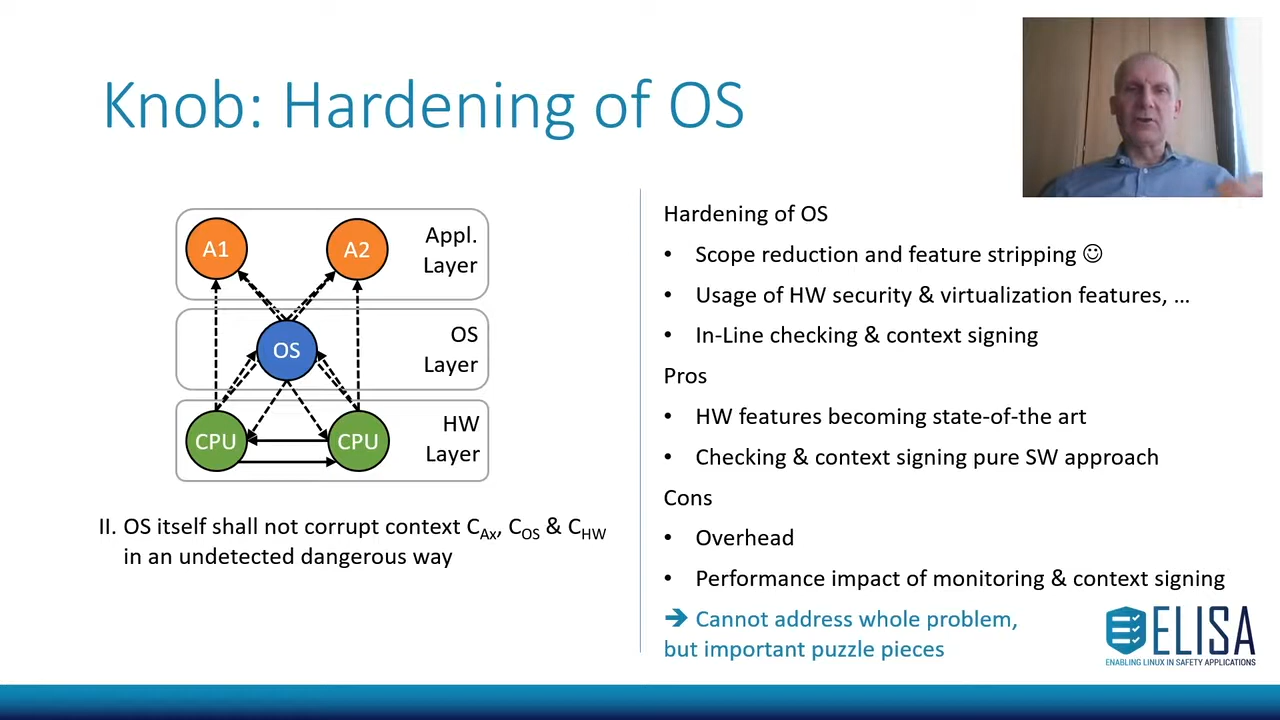 Knob: Hardening of OS
A1
A2
Appl.
Layer
OS
OS
Layer
CPU
CPU
HW
Layer
II. OS itself shall not corrupt context CAx, COS & CHW
in an undetected dangerous way
Hardening of OS
• Scope reduction and feature stripping ☺
• Usage of HW security & virtualization features, ...
• In-Line checking & context signing
Pros
• HW features becoming state-of-the art
• Checking & context signing pure SW approach
Cons
• Overhead
• Performance impact of monitoring & context signing
➔ Cannot address whole problem,
but important puzzle pieces
ELISA
ENABLING LINUX IN SAFETY APPLICATIONS